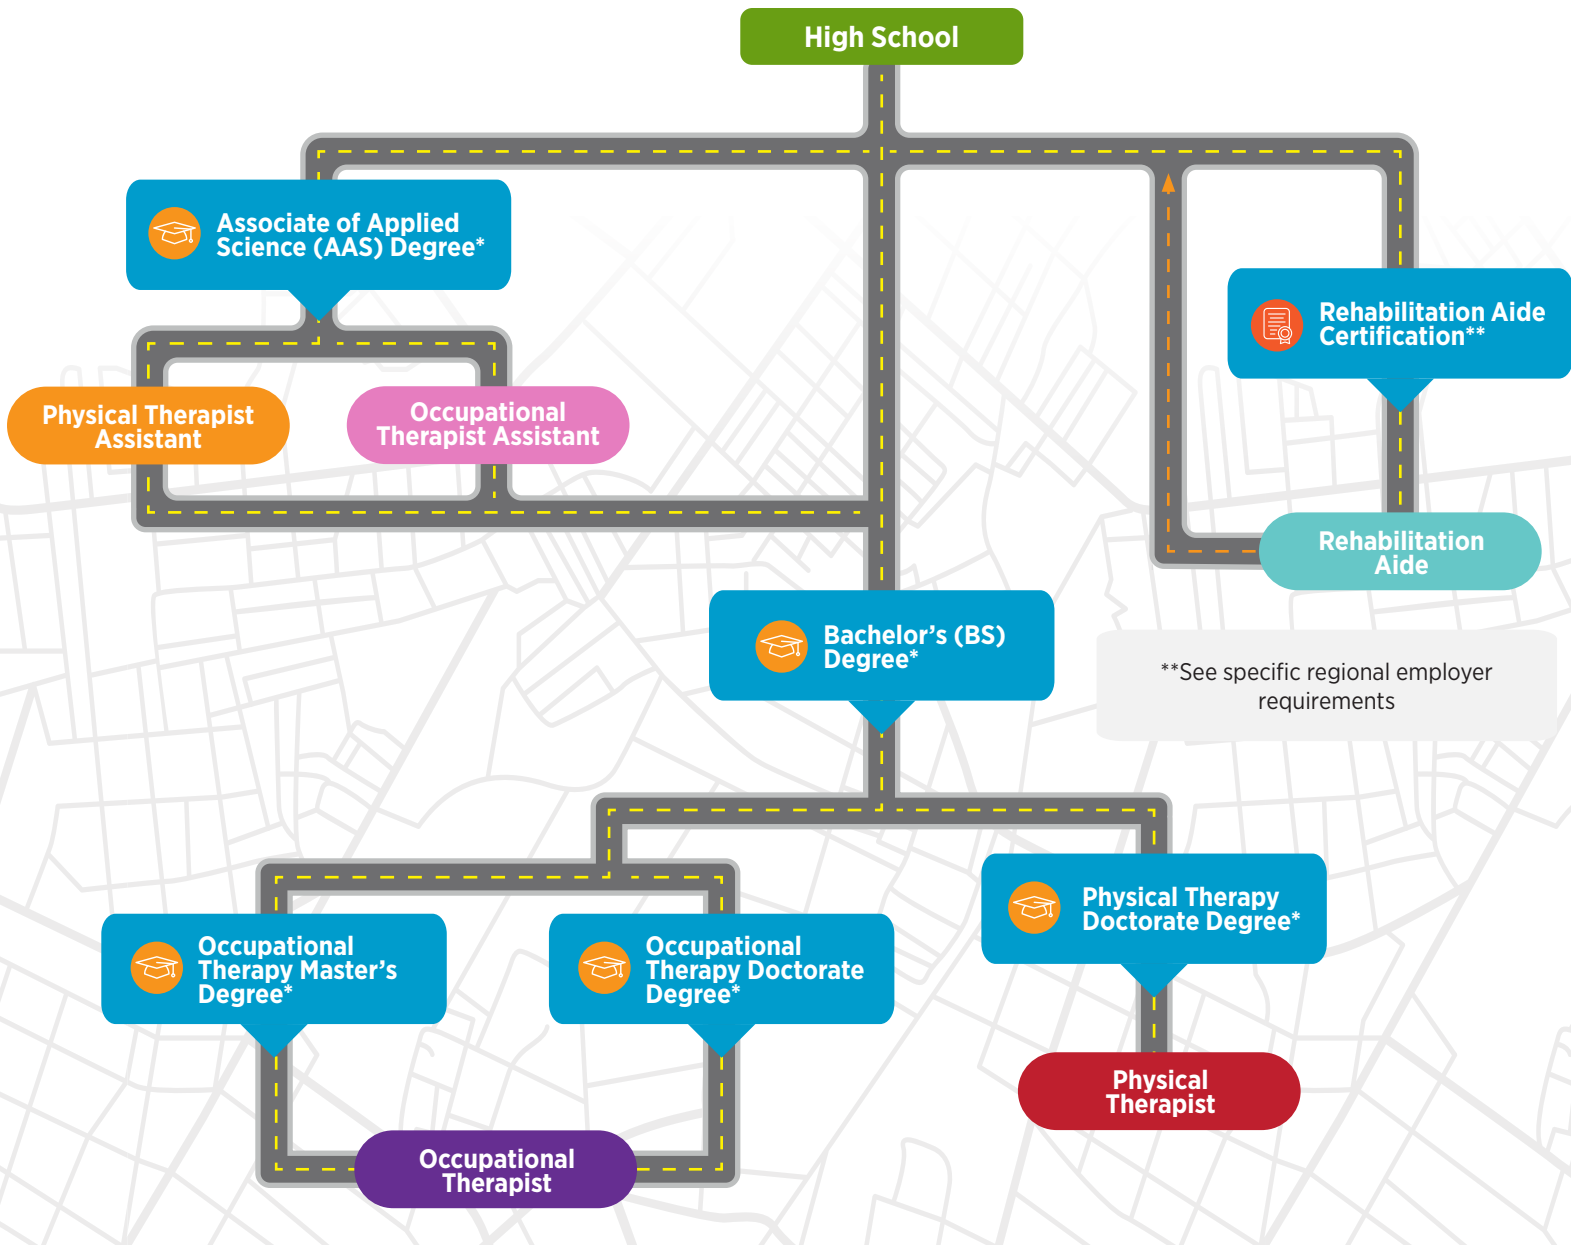 High School
Associate of Applied
Science (AAS) Degree*
Rehabilitation Aide
Certification**
Physical Therapist
Assistant
Occupational
Therapist Assistant
Rehabilitation
Aide
Bachelor’s (BS)
Degree*
**See specific regional employer
requirements
Physical Therapy
Doctorate Degree*
Occupational
Therapy Master’s
Degree*
Occupational
Therapy Doctorate
Degree*
Physical
Therapist
Occupational
Therapist